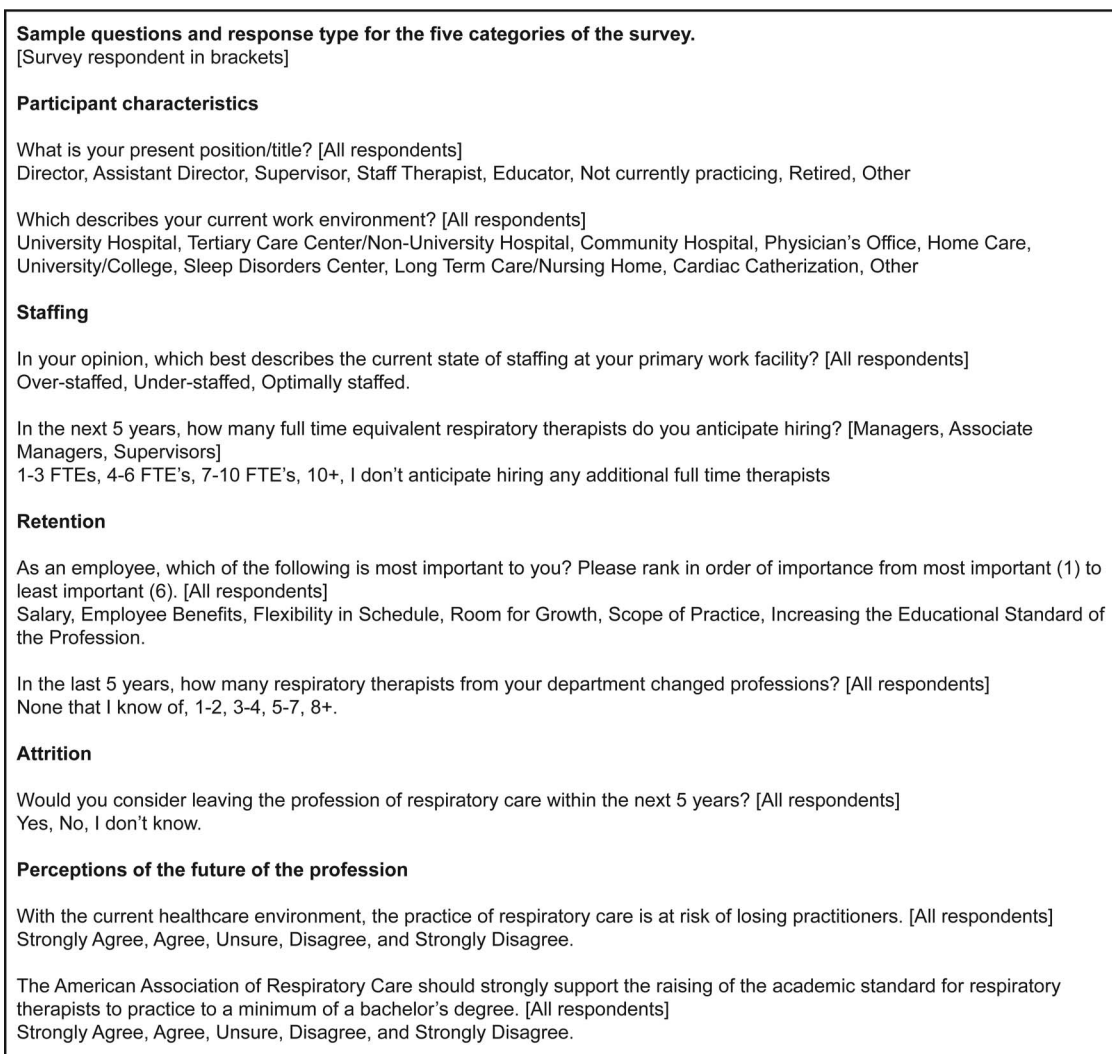 Sample questions and response type for the five categories of the survey.
[Survey respondent in brackets]
Participant characteristics
What is your present position/title? [All respondents]
Director, Assistant Director, Supervisor, Staff Therapist, Educator, Not currently practicing, Retired, Other
Which describes your current work environment? [All respondents]
University Hospital, Tertiary Care Center/Non-University Hospital, Community Hospital, Physician’s Office, Home Care,
University/College, Sleep Disorders Center, Long Term Care/Nursing Home, Cardiac Catherization, Other
Staffing
In your opinion, which best describes the current state of staffing at your primary work facility? [All respondents]
Over-staffed, Under-staffed, Optimally staffed.
In the next 5 years, how many full time equivalent respiratory therapists do you anticipate hiring? [Managers, Associate
Managers, Supervisors]
1-3 FTEs, 4-6 FTE’s, 7-10 FTE’s, 10+, I don’t anticipate hiring any additional full time therapists
Retention
As an employee, which of the following is most important to you? Please rank in order of importance from most important (1) to
least important (6). [All respondents]
Salary, Employee Benefits, Flexibility in Schedule, Room for Growth, Scope of Practice, Increasing the Educational Standard of
the Profession.
In the last 5 years, how many respiratory therapists from your department changed professions? [All respondents]
None that I know of, 1-2, 3-4, 5-7, 8+.
Attrition
Would you consider leaving the profession of respiratory care within the next 5 years? [All respondents]
Yes, No, I don’t know.
Perceptions of the future of the profession
With the current healthcare environment, the practice of respiratory care is at risk of losing practitioners. [All respondents]
Strongly Agree, Agree, Unsure, Disagree, and Strongly Disagree.
The American Association of Respiratory Care should strongly support the raising of the academic standard for respiratory
therapists to practice to a minimum of a bachelor’s degree. [All respondents]
Strongly Agree, Agree, Unsure, Disagree, and Strongly Disagree.